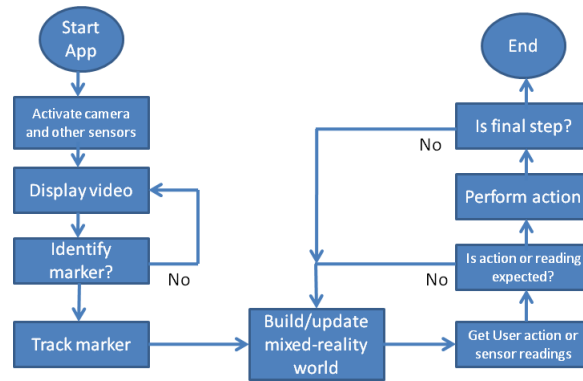 Start
App
Activate camera
and other sensors
Display video
Identify
marker?
No
Track marker
Build/update
mixed-reality
world
Get User action or
sensor readings
Is action or reading
expected?
No
Perform action
Is final step?
No
End